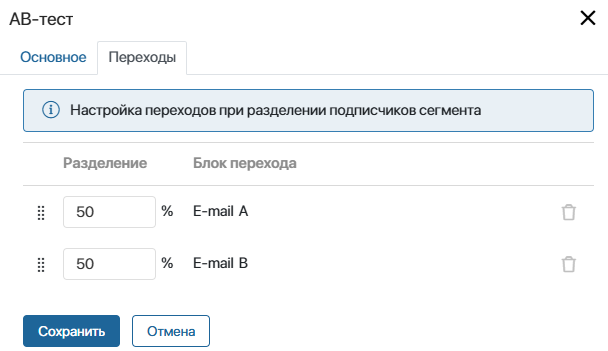 АВ-тест
Основное Переходы
Настройка переходов при разделении подписчиков сегмента
Разделение Блок перехода
50 % E-mail A
50 % E-mail B
Сохранить Отмена